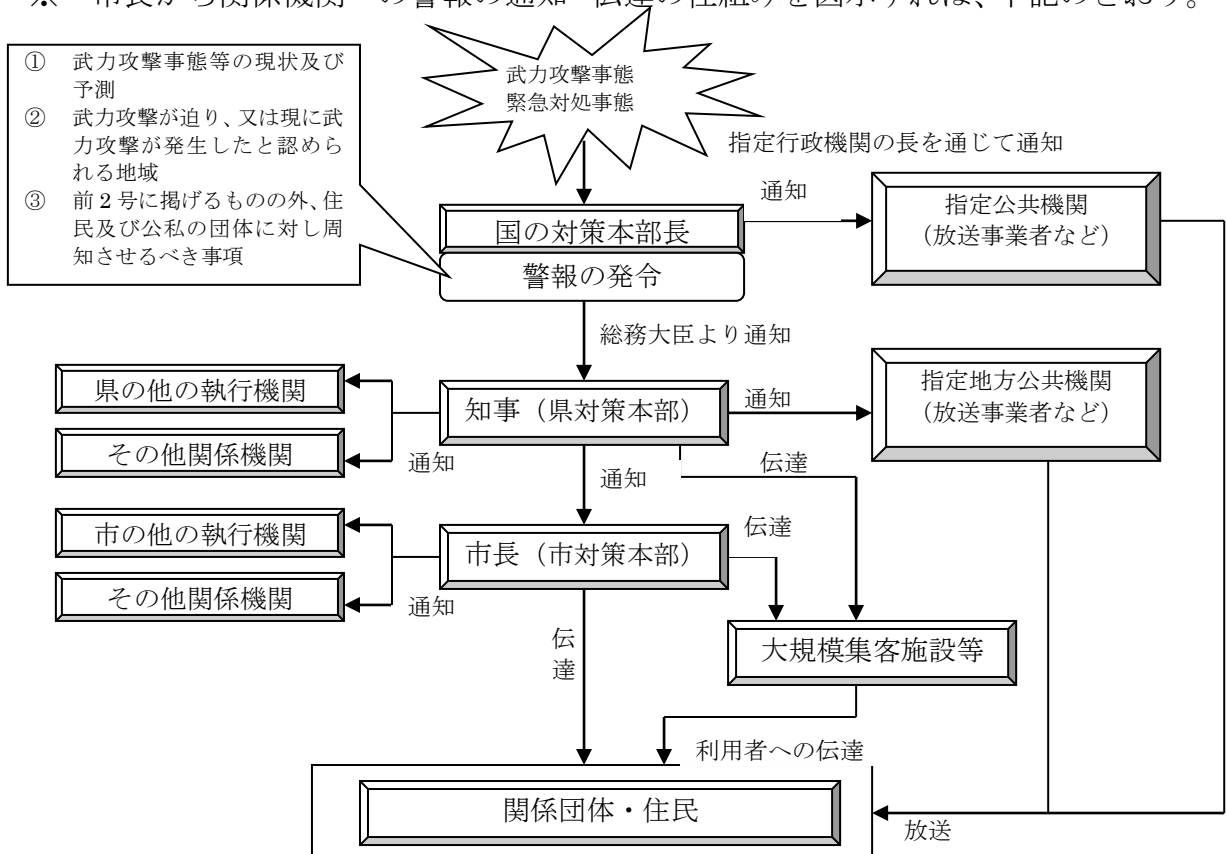 市長から関係機関
の警報の通知
伝達の仕組みを図示すれば、下記のとおり。
① 武力攻撃事態等の現状及び
予測
② 武力攻撃が迫り、又は現に武
力攻撃が発生したと認めら
れる地域
③ 前2号に掲げるものの外、住
民及び公私の団体に対し周
知させるべき事項
武力攻撃事態
緊急対処事態
指定行政機関の長を通じて通知
通知
国の対策本部長
指定公共機関
(放送事業者など)
警報の発令
総務大臣より通知
県の他の執行機関
知事(県対策本部)
通知
指定地方公共機関
(放送事業者など)
その他関係機関
通知
通知
伝達
市の他の執行機関
市長(市対策本部)
伝達
その他関係機関
通知
伝
達
大規模集客施設等
利用者への伝達
関係団体・住民
放送